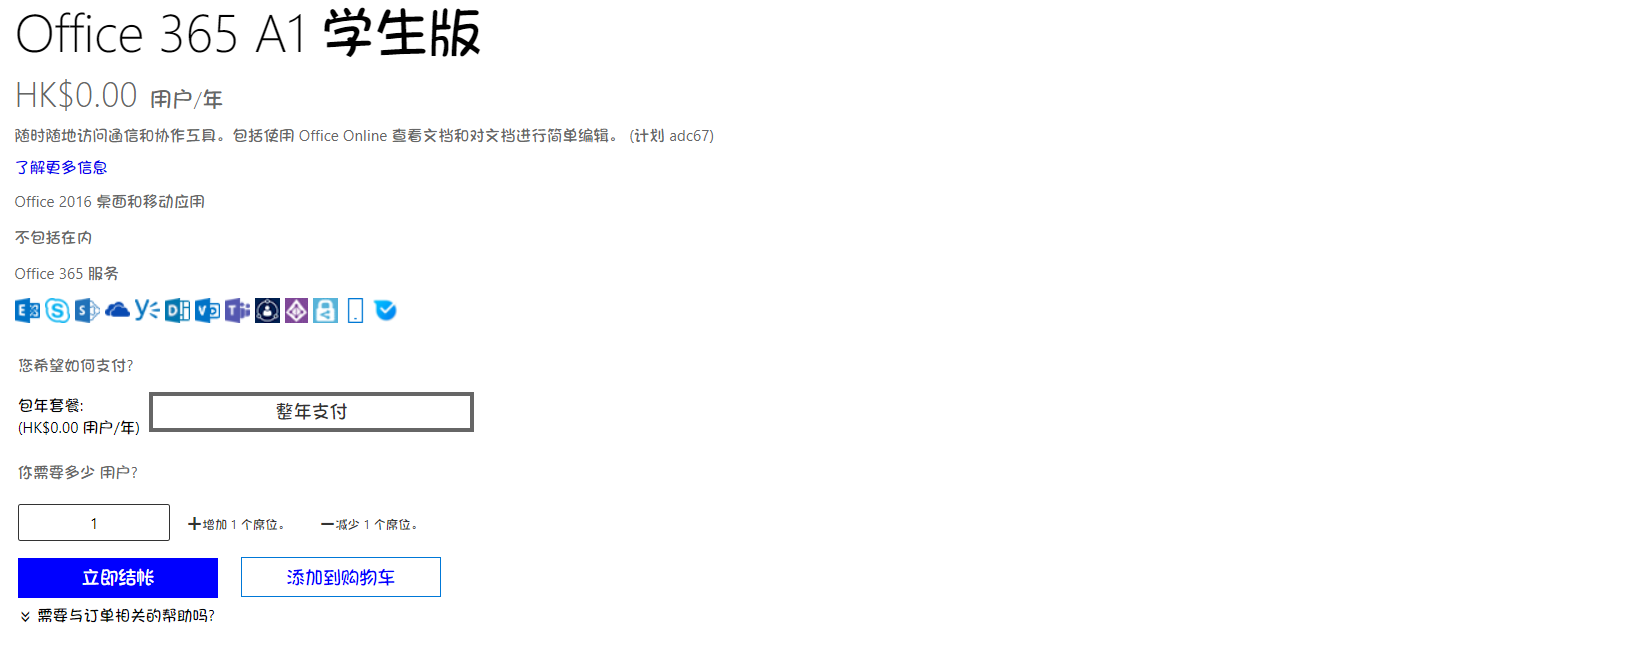 Office 365 A1 学生版
HK$0.00 用户/年
随时随地访问通信和协作工具。包括使用 Office Online 查看文档和对文档进行简单编辑。 (计划 adc67)
了解更多信息
Office 2016 桌面和移动应用
不包括在内
Office 365 服务
您希望如何支付?
包年套餐:
(HK$0.00 用户/年)
整年支付
你需要多少 用户?
1
+增加 1 个席位。
−减少 1 个席位。
立即结帐
添加到购物车
需要与订单相关的帮助吗?